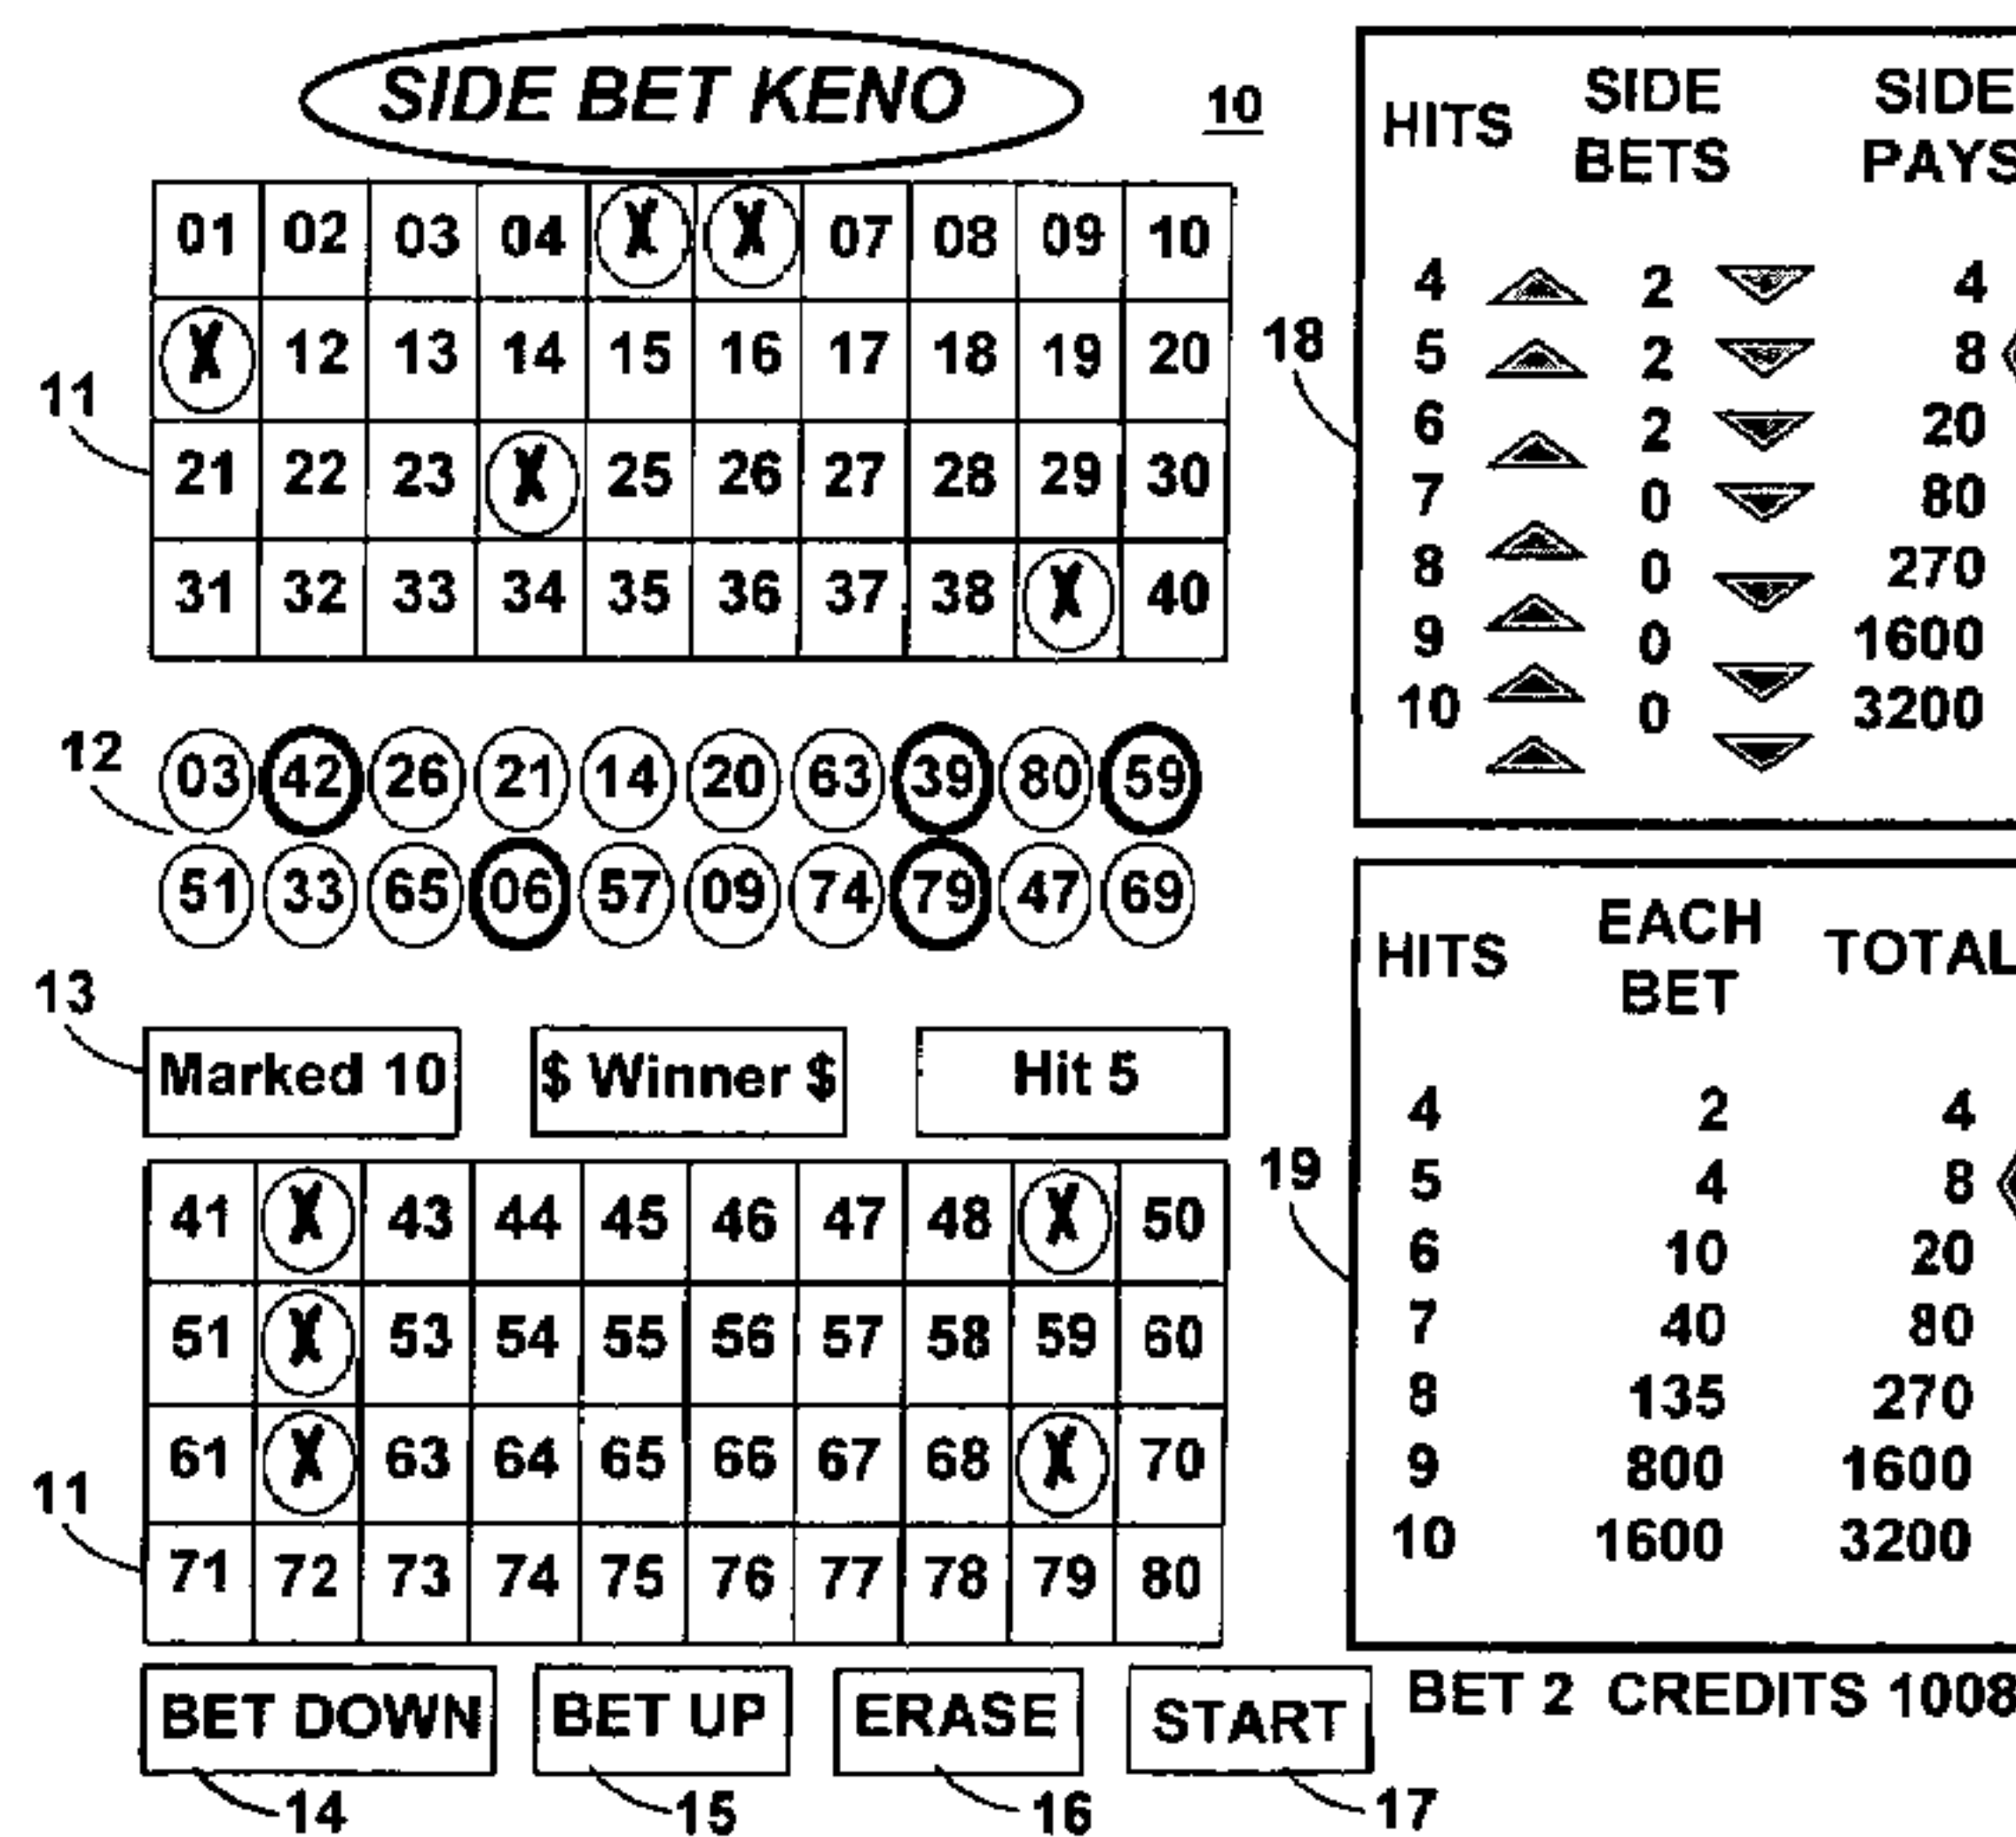 SIDE BET KENO
10
01 02 03 04 X X 07 08 09 10
X 12 13 14 15 16 17 18 19 20
11
21 22 23 X 25 26 27 28 29 30
31 32 33 34 35 36 37 38 X 40
12
03 42 26 21 14 20 63 39 80 59
51 33 65 06 57 09 74 79 47 69
13
Marked 10 $ Winner $ Hit 5
41 X 43 44 45 46 47 48 X 50
51 X 53 54 55 56 57 58 59 60
61 X 63 64 65 66 67 68 X 70
11
71 72 73 74 75 76 77 78 79 80
BET DOWN BET UP ERASE START
14 15 16 17
18
HITS SIDE BETS SIDE PAYS
4 2 4
5 2 8
6 2 20
7 0 80
8 0 270
9 0 1600
10 0 3200
19
HITS EACH BET TOTAL
4 2 4
5 4 8
6 10 20
7 40 80
8 135 270
9 800 1600
10 1600 3200
BET 2 CREDITS 1008